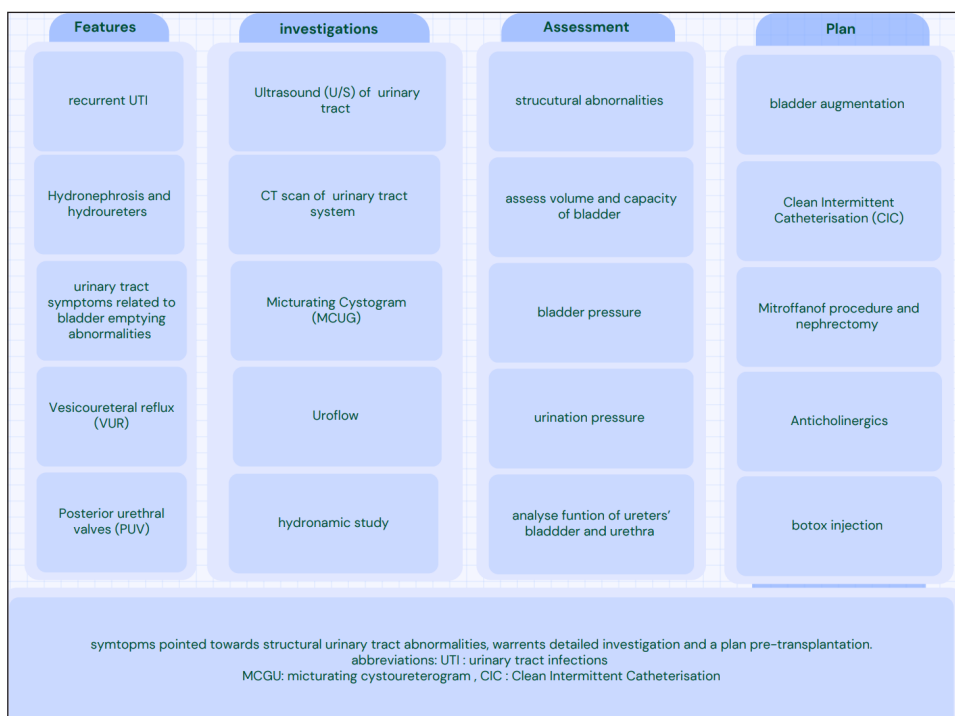 Features
recurrent UTI
Hydronephrosis and
hydroureters
urinary tract
symptoms related to
bladder emptying
abnormalities
Vesicoureteral reflux
(VUR)
Posterior urethral
valves (PUV)
investigations
Ultrasound (U/S) of urinary
tract
CT scan of urinary tract
system
Micturating Cystogram
(MCUG)
Uroflow
hydronamic study
Assessment
strucutural abnornalities
assess volume and capacity
of bladder
bladder pressure
urination pressure
analyse funtion of ureters’
bladdder and urethra
Plan
bladder augmentation
Clean Intermittent
Catheterisation (CIC)
Mitroffanof procedure and
nephrectomy
Anticholinergics
botox injection
symtopms pointed towards structural urinary tract abnormalities, warrents detailed investigation and a plan pre-transplantation.
abbreviations: UTI : urinary tract infections
MCGU: micturating cystoureterogram , CIC : Clean Intermittent Catheterisation